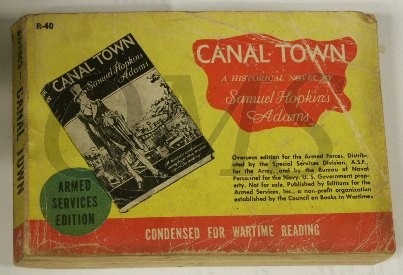 R-40
CANAL TOWN
Samuel Hopkins
Adams
CANAL TOWN
A HISTORICAL NOVEL BY
Samuel Hopkins
Adams
Overseas edition for the Armed Forces. Distrib-
uted by the Special Services Division, A.S.F.,
for the Army, and by the Bureau of Naval
Personnel for the Navy. U. S. Government prop-
erty. Not for sale. Published by Editions for the
Armed Services, Inc., a non-profit organization
established by the Council on Books in Wartime.
ARMED
SERVICES
EDITION
CONDENSED FOR WARTIME READING
CANAL TOWN